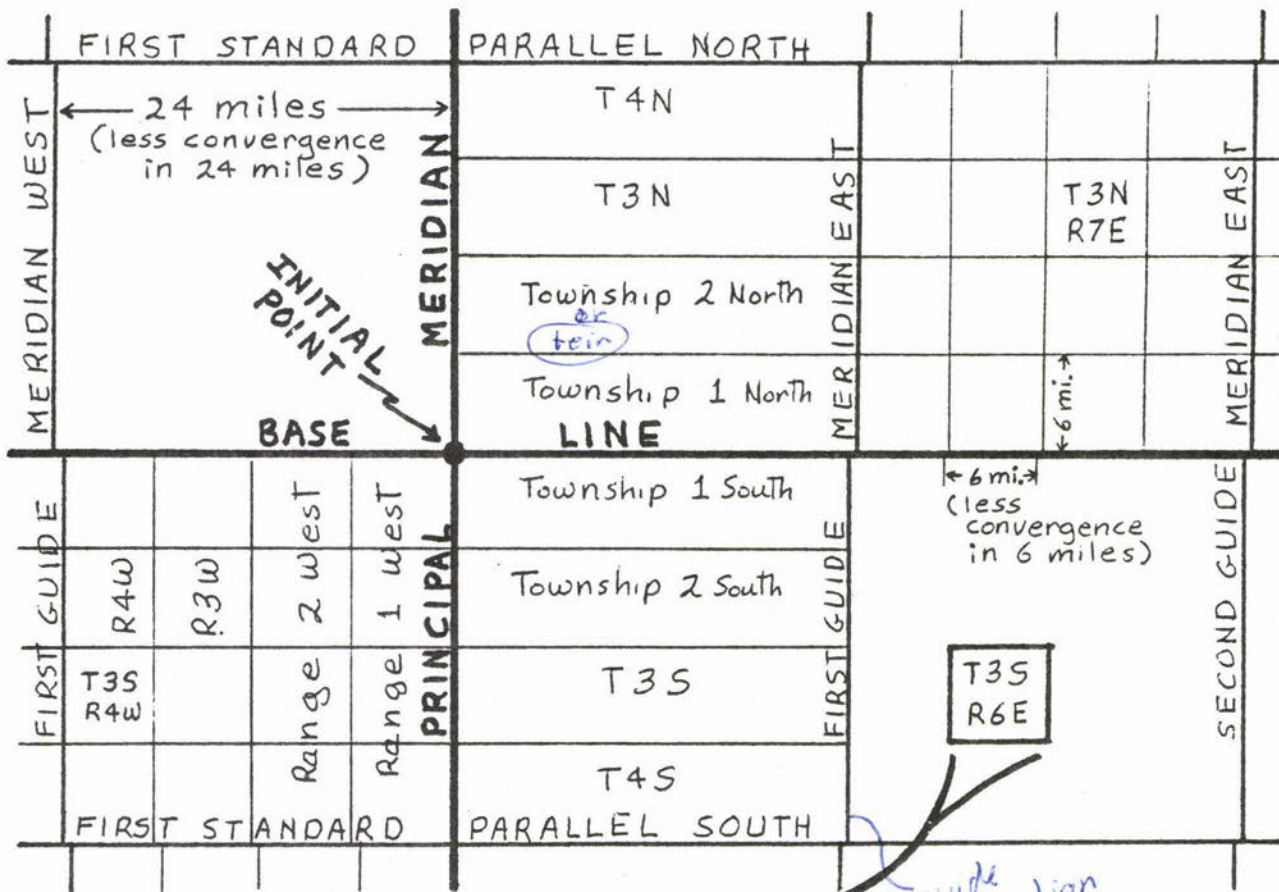 FIRST STANDARD PARALLEL NORTH
24 miles
(less convergence
in 24 miles)
MERIDIAN WEST
MERIDIAN
T4N
T3N
Township 2 North
or
tein
Township 1 North
MERIDIAN EAST
T3N
R7E
6 mi.
MERIDIAN EAST
INITIAL
POINT
BASE LINE
FIRST GUIDE
R4W
R3W
Range 2 West
Range 1 West
T3S
R4W
PRINCIPAL
Township 1 South
Township 2 South
T3S
T4S
FIRST GUIDE
6 mi.
(less
convergence
in 6 miles)
T3S
R6E
SECOND GUIDE
FIRST STANDARD PARALLEL SOUTH
guide